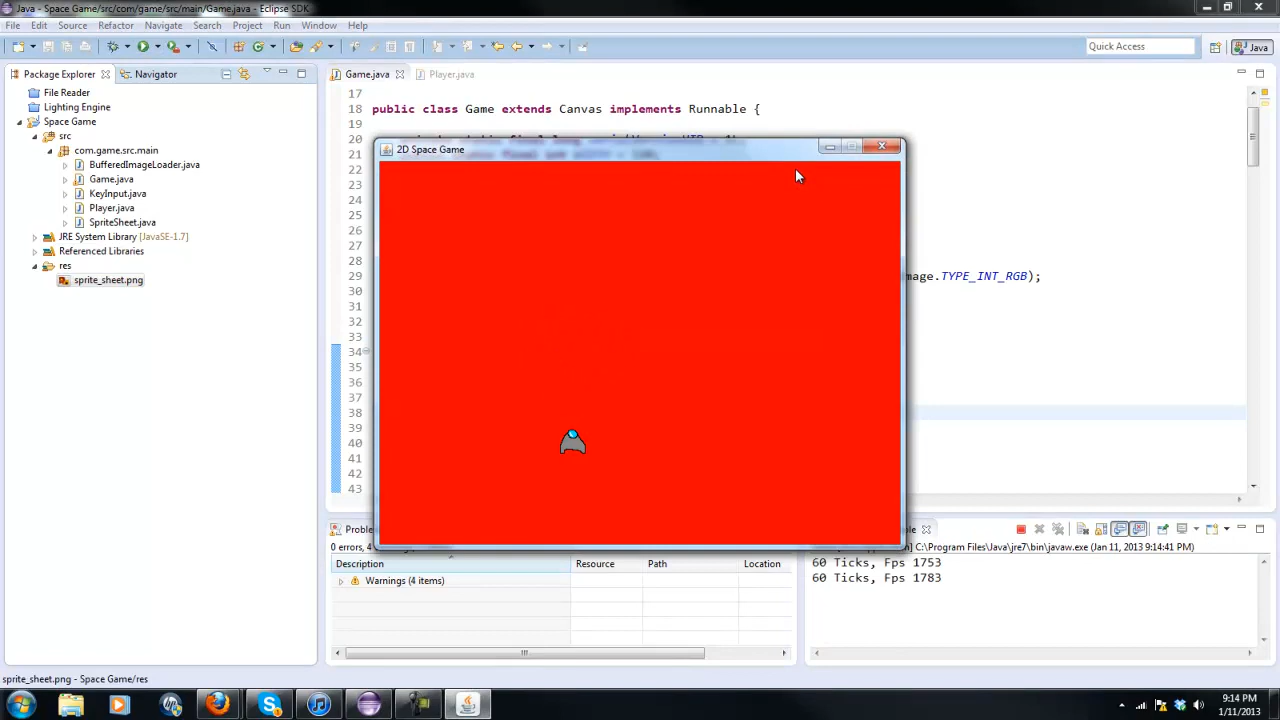 Java - Space Game/src/com/game/src/main/Game.java - Eclipse SDK
File Edit Source Refactor Navigate Search Project Run Window Help
Quick Access
Java
Package Explorer
Navigator
File Reader
Lighting Engine
Space Game
src
com.game.src.main
BufferedImageLoader.java
Game.java
KeyInput.java
Player.java
SpriteSheet.java
JRE System Library [JavaSE-1.7]
Referenced Libraries
res
sprite_sheet.png
Game.java
Player.java
17
18 public class Game extends Canvas implements Runnable {
20
21
22
23
24
25
26
27
28
29 mage.TYPE_INT_RGB);
30
31
32
33
34
35
36
37
38
39
40
41
42
43
2D Space Game
0 errors, 4
Description Resource Path Location
Warnings (4 items)
C:\Program Files\Java\jre7\bin\javaw.exe (Jan 11, 2013 9:14:41 PM)
60 Ticks, Fps 1753
60 Ticks, Fps 1783
sprite_sheet.png - Space Game/res
9:14 PM
1/11/2013